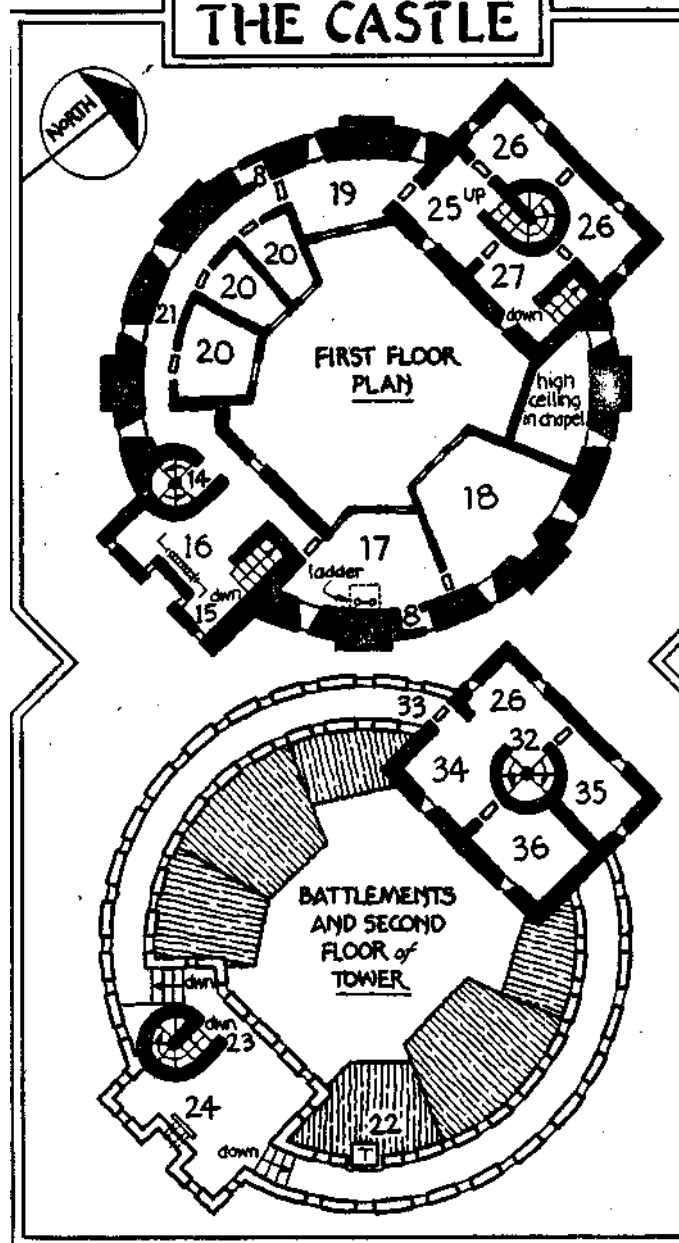 THE CASTLE
NORTH
26
8
19
25
up
26
20
20
27
21
down
20
FIRST FLOOR
PLAN
high
ceiling
in chapel
14
18
16
17
ladder
dwn
15
8
33
26
32
34
35
36
BATTLEMENTS
AND SECOND
FLOOR of
TOWER
dwn
dwn
23
24
22
down
T